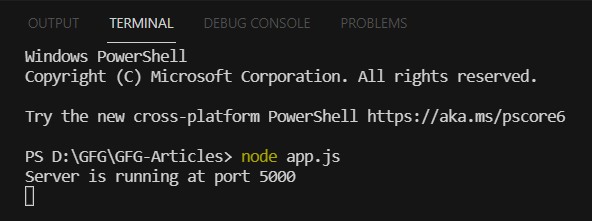 OUTPUT TERMINAL DEBUG CONSOLE PROBLEMS
Windows PowerShell
Copyright (C) Microsoft Corporation. All rights reserved.
Try the new cross-platform PowerShell https://aka.ms/pscore6
PS D:\GFG\GFG-Articles> node app.js
Server is running at port 5000